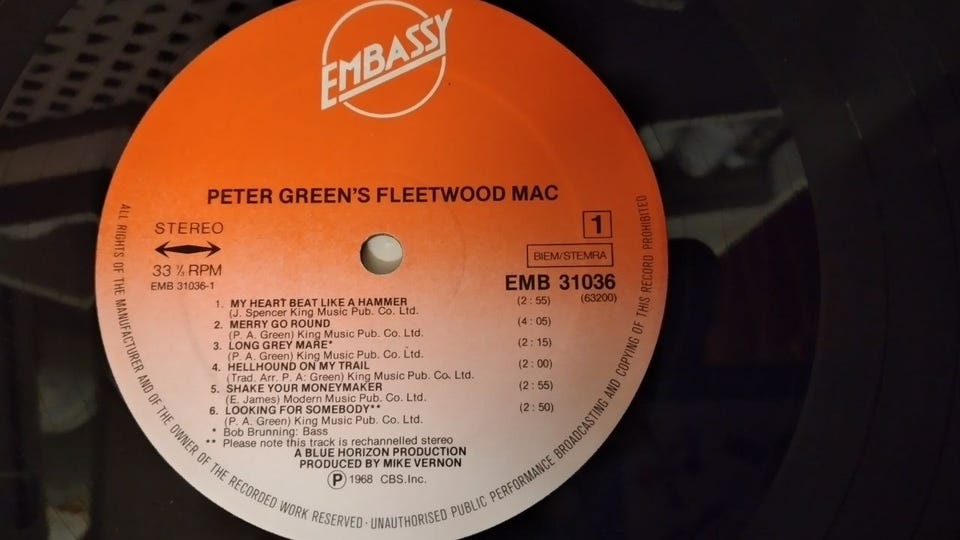 EMBASSY
PETER GREEN'S FLEETWOOD MAC
STEREO
33 ⅓ RPM
EMB 31036-1
1
BIEM/STEMRA
EMB 31036
(63200)
1. MY HEART BEAT LIKE A HAMMER (2 : 55)
(J. Spencer King Music Pub. Co. Ltd.
2. MERRY GO ROUND (4 : 05)
(P. A. Green) King Music Pub. Co. Ltd.
3. LONG GREY MARE* (2 : 15)
(P. A. Green) King Music Pub. Co. Ltd.
4. HELLHOUND ON MY TRAIL (2 : 00)
(Trad. Arr. P. A: Green) King Music Pub. Co. Ltd.
5. SHAKE YOUR MONEYMAKER (2 : 55)
(E. James) Modern Music Pub. Co. Ltd.
6. LOOKING FOR SOMEBODY** (2 : 50)
(P. A. Green) King Music Pub. Co. Ltd.
* Bob Brunning: Bass
** Please note this track is rechannelled stereo
A BLUE HORIZON PRODUCTION
PRODUCED BY MIKE VERNON
Ⓟ 1968 CBS.Inc.
ALL RIGHTS OF THE MANUFACTURER AND OF THE OWNER OF THE RECORDED WORK RESERVED · UNAUTHORISED PUBLIC PERFORMANCE BROADCASTING AND COPYING OF THIS RECORD PROHIBITED